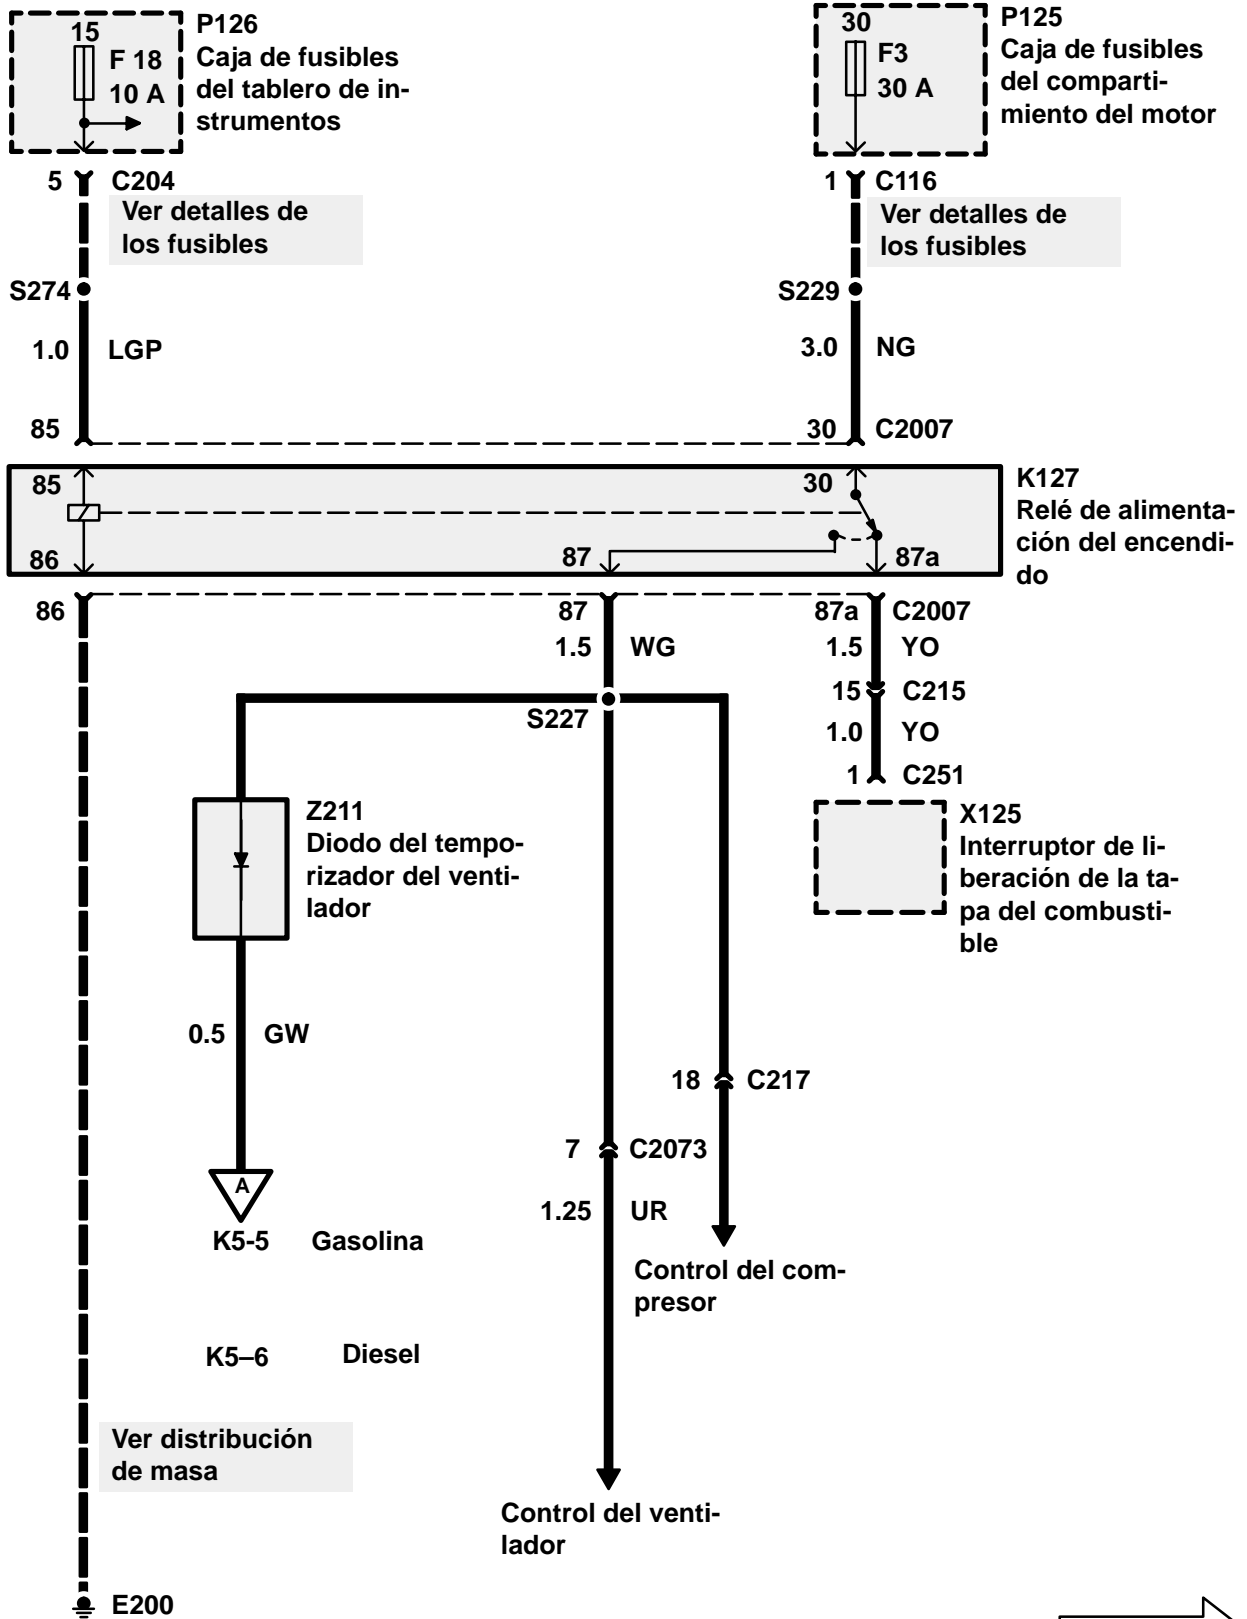 15
F 18
10 A
P126
Caja de fusibles
del tablero de in-
strumentos
30
F3
30 A
P125
Caja de fusibles
del comparti-
miento del motor
5
C204
Ver detalles de
los fusibles
1
C116
Ver detalles de
los fusibles
S274
S229
1.0
LGP
3.0
NG
85
30
C2007
85
30
86
87
87a
K127
Relé de alimenta-
ción del encendi-
do
86
87
87a
C2007
1.5
WG
1.5
YO
S227
15
C215
1.0
YO
1
C251
Z211
Diodo del tempo-
rizador del venti-
lador
X125
Interruptor de li-
beración de la ta-
pa del combusti-
ble
0.5
GW
18
C217
7
C2073
A
1.25
UR
K5-5
Gasolina
Control del com-
presor
K5–6
Diesel
Ver distribución
de masa
Control del venti-
lador
E200